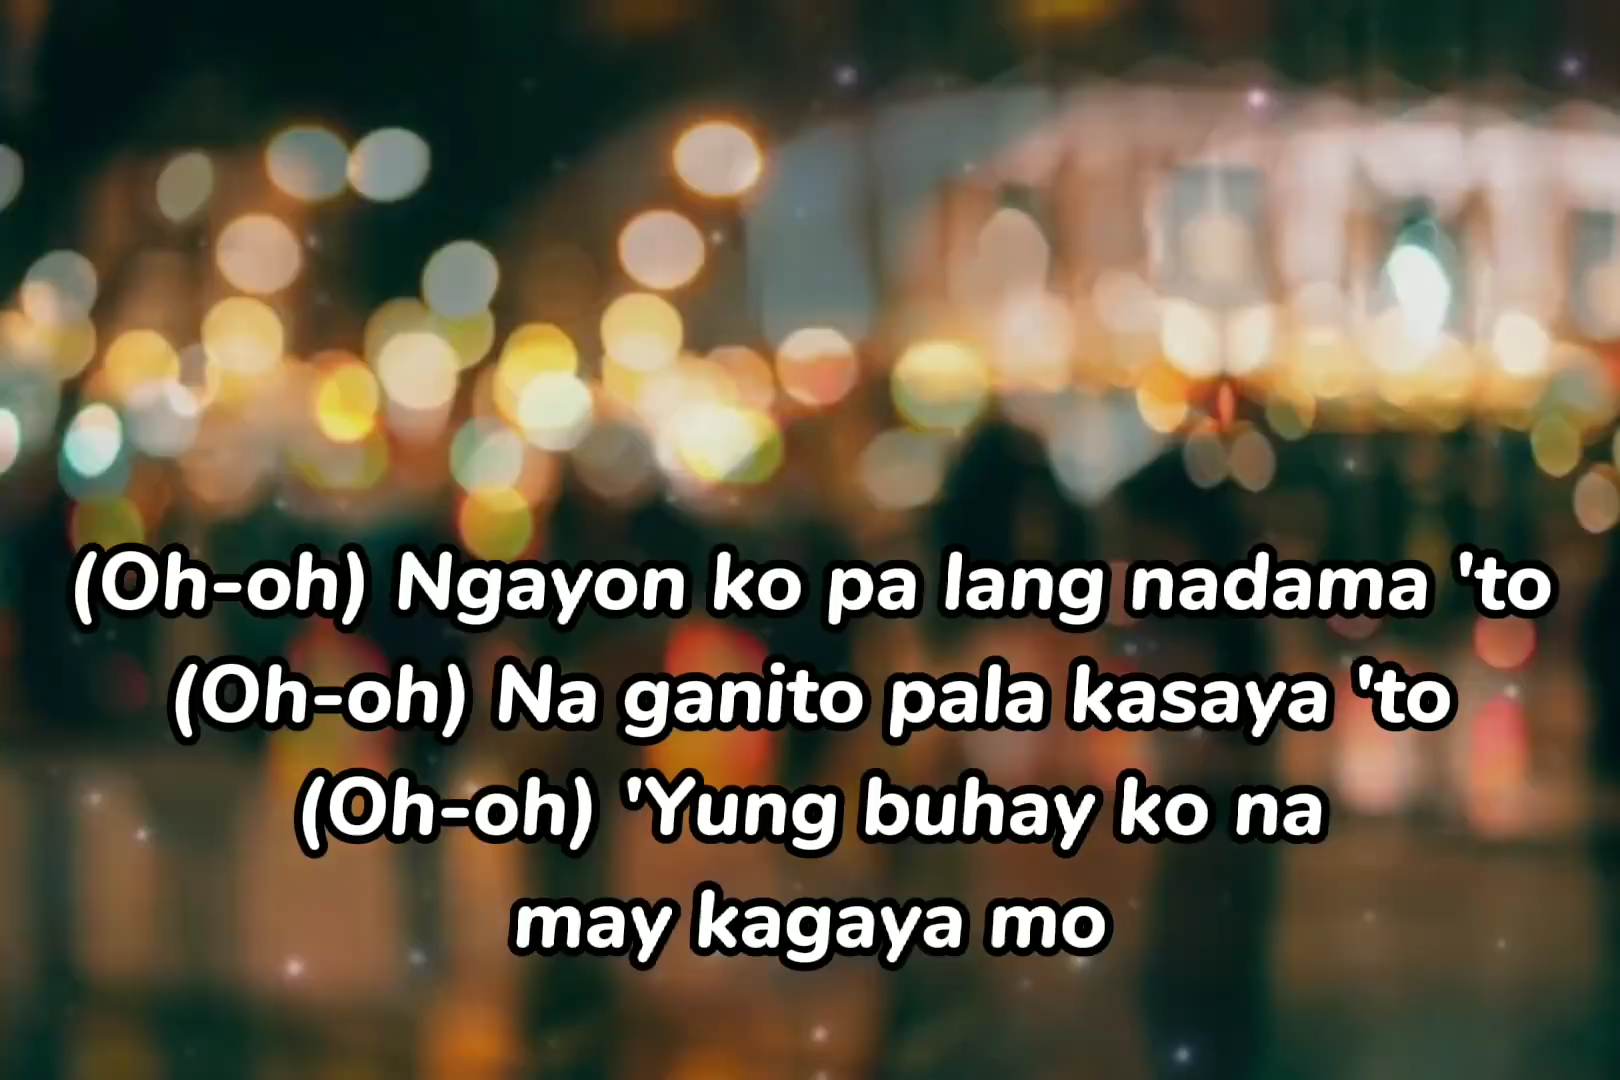 (Oh-oh) Ngayon ko pa lang nadama 'to
(Oh-oh) Na ganito pala kasaya 'to
(Oh-oh) 'Yung buhay ko na
may kagaya mo